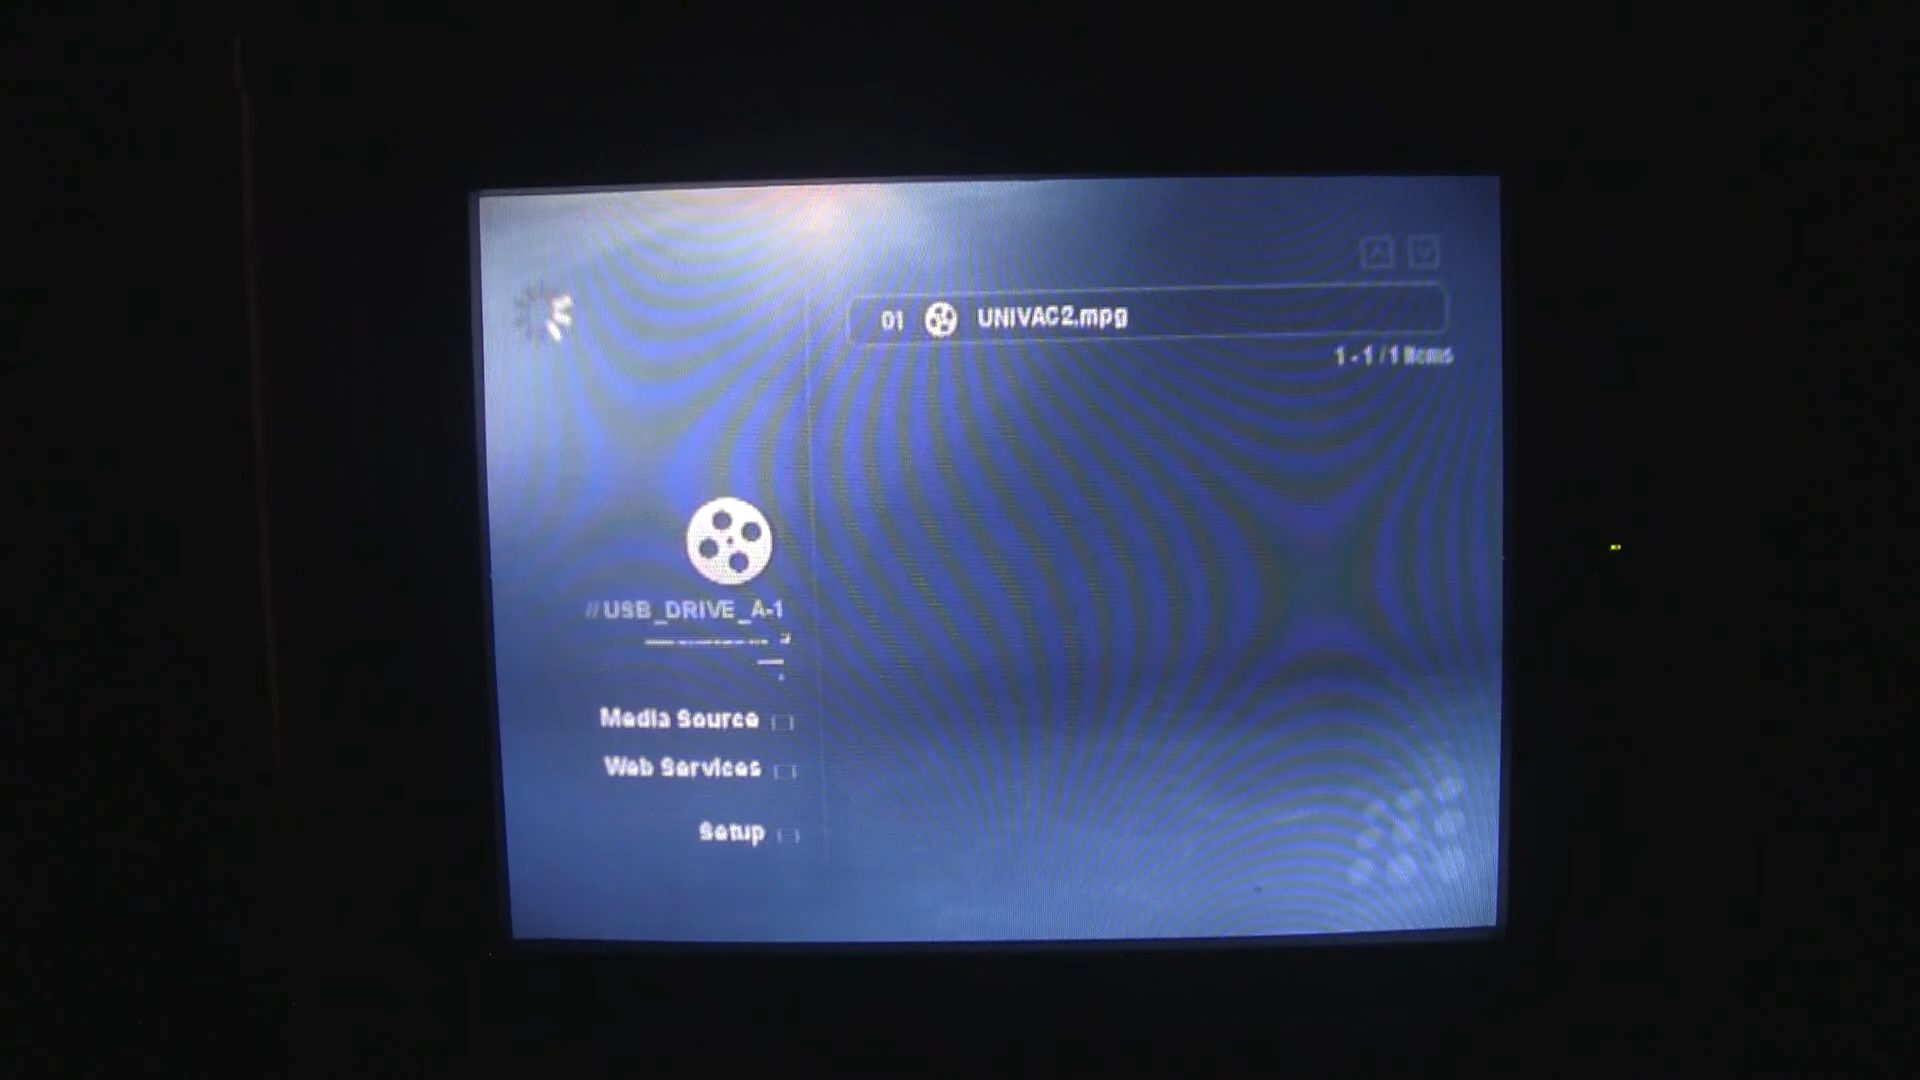 01 UNIVAC2.mpg
1 - 1 / 1 Items
//USB_DRIVE_A-1
Media Source
Web Services
Setup